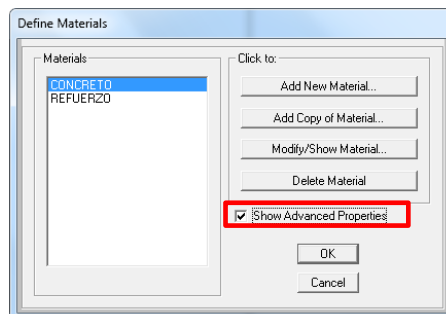 Define Materials
Materials
CONCRETO
REFUERZO
Click to:
Add New Material...
Add Copy of Material...
Modify/Show Material...
Delete Material
Show Advanced Properties
OK
Cancel